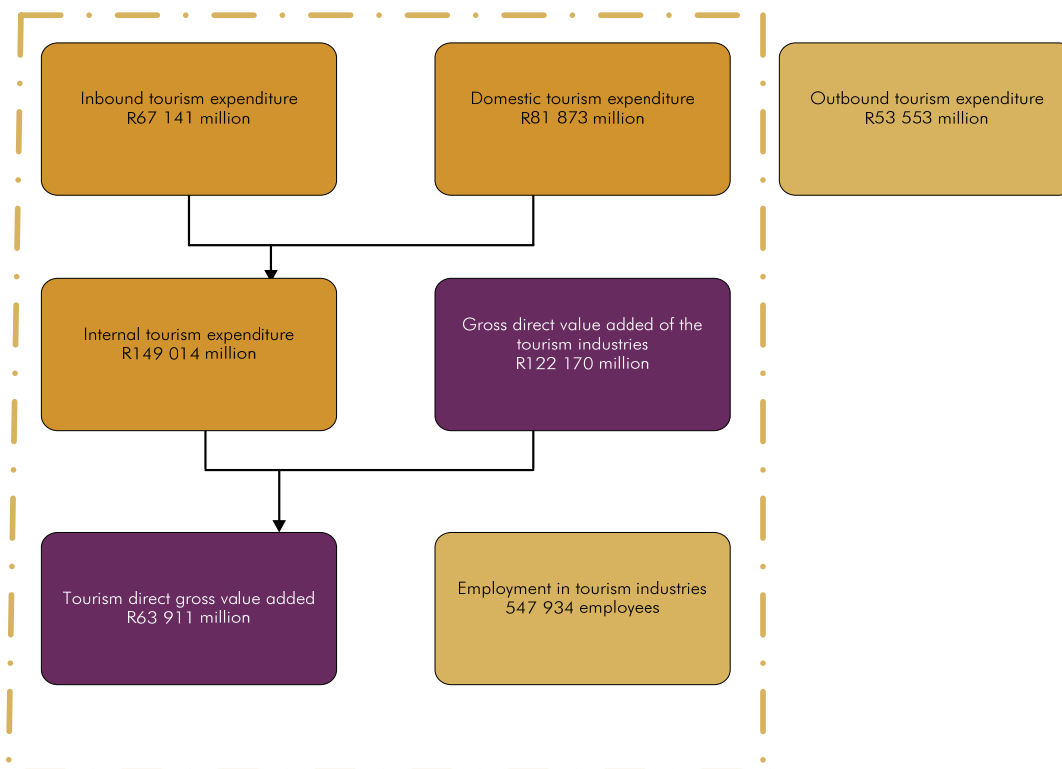 Inbound tourism expenditure
R67 141 million
Domestic tourism expenditure
R81 873 million
Outbound tourism expenditure
R53 553 million
Internal tourism expenditure
R149 014 million
Gross direct value added of the
tourism industries
R122 170 million
Tourism direct gross value added
R63 911 million
Employment in tourism industries
547 934 employees